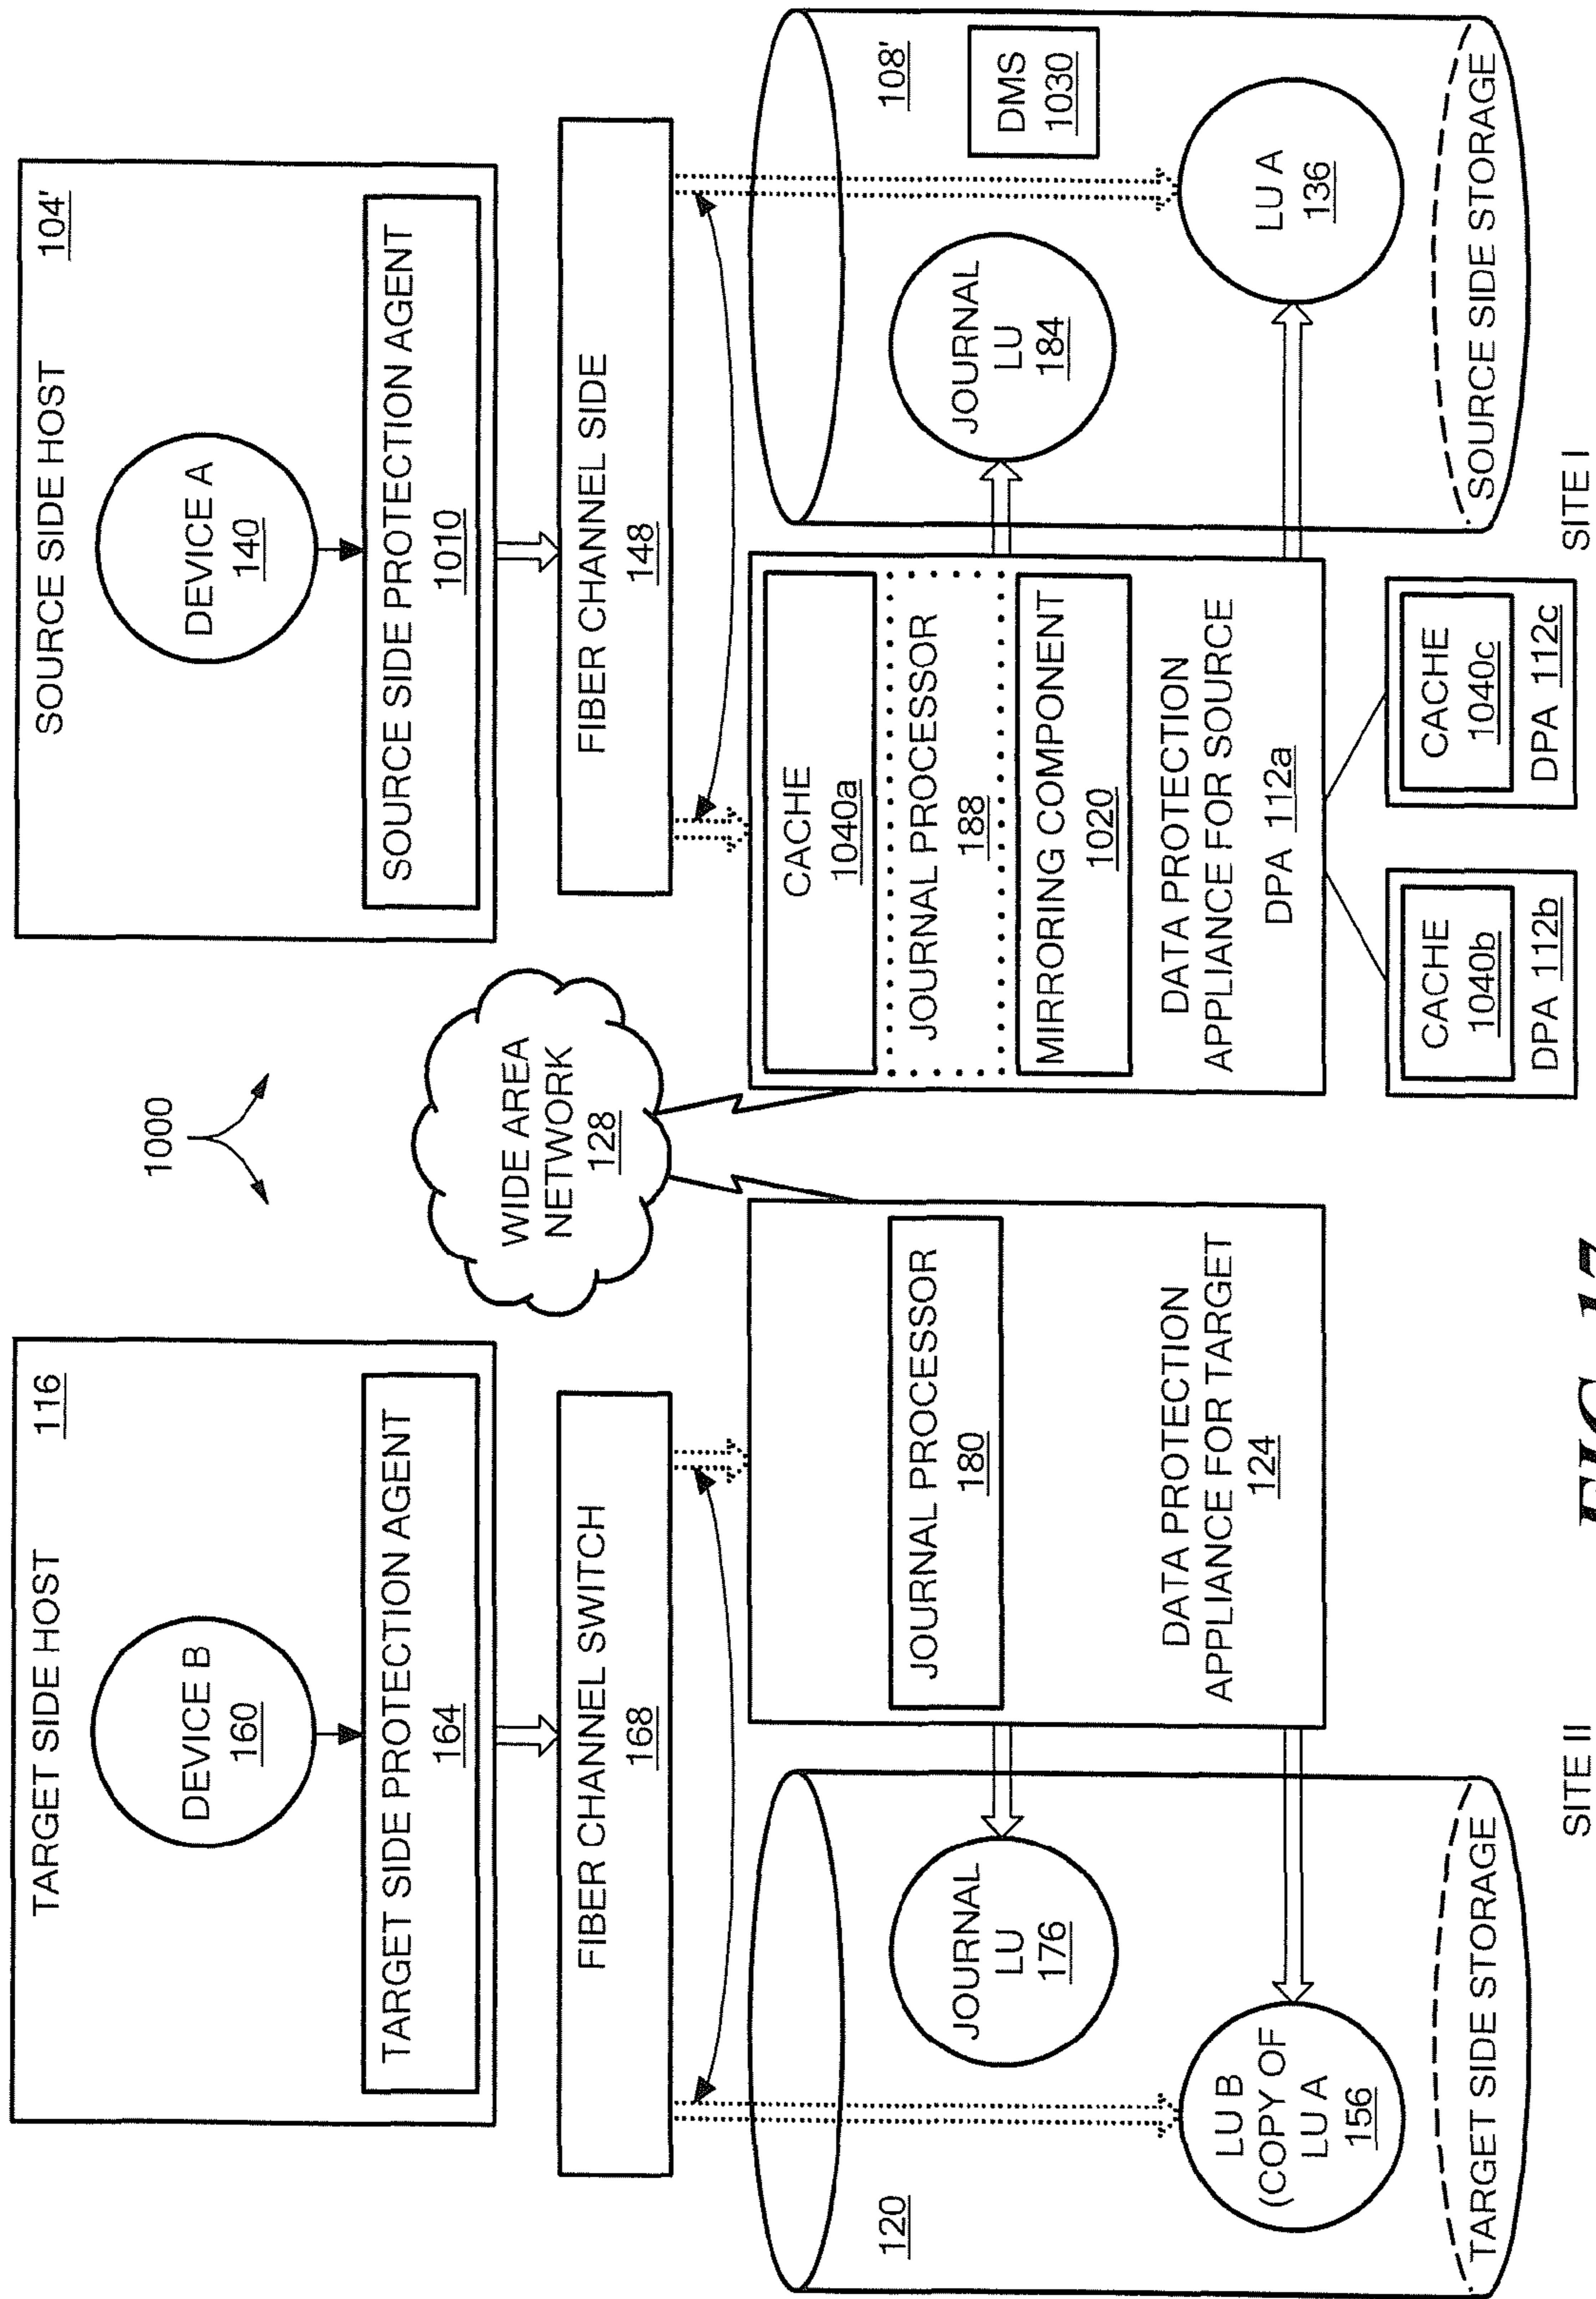 1000
TARGET SIDE HOST
116
DEVICE B
160
TARGET SIDE PROTECTION AGENT
164
FIBER CHANNEL SWITCH
168
120
JOURNAL
LU
176
LU B
(COPY OF
LU A
156
TARGET SIDE STORAGE
JOURNAL PROCESSOR
180
DATA PROTECTION
APPLIANCE FOR TARGET
124
SITE II
WIDE AREA
NETWORK
128
SOURCE SIDE HOST
104'
DEVICE A
140
SOURCE SIDE PROTECTION AGENT
1010
FIBER CHANNEL SIDE
148
CACHE
1040a
JOURNAL PROCESSOR
188
MIRRORING COMPONENT
1020
DATA PROTECTION
APPLIANCE FOR SOURCE
DPA 112a
CACHE
1040b
DPA 112b
CACHE
1040c
DPA 112c
108'
DMS
1030
JOURNAL
LU
184
LU A
136
SOURCE SIDE STORAGE
SITE I
FIG. 17